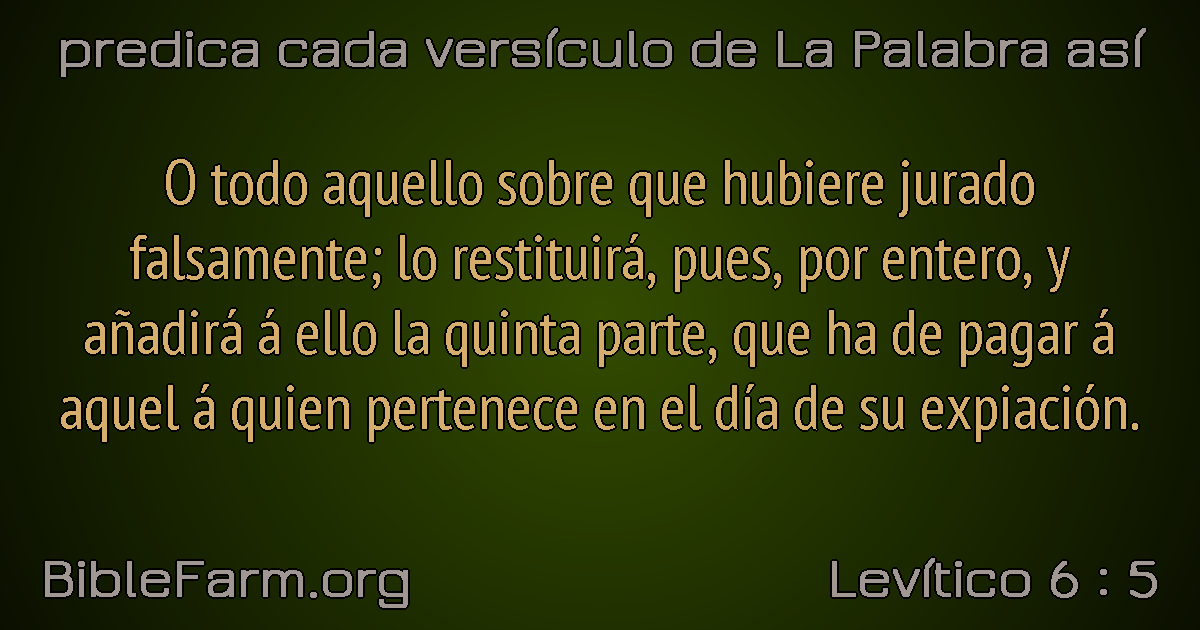 predica cada versículo de La Palabra así
O todo aquello sobre que hubiere jurado
falsamente; lo restituirá, pues, por entero, y
añadirá á ello la quinta parte, que ha de pagar á
aquel á quien pertenece en el día de su expiación.
BibleFarm.org
Levítico 6 : 5